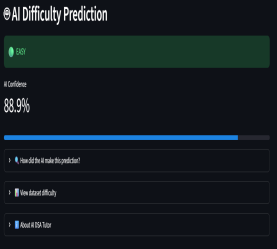 AI Difficulty Prediction
EASY
AI Confidence
88.9%
How did the AI make this prediction?
View dataset difficulty
About AI DSA Tutor